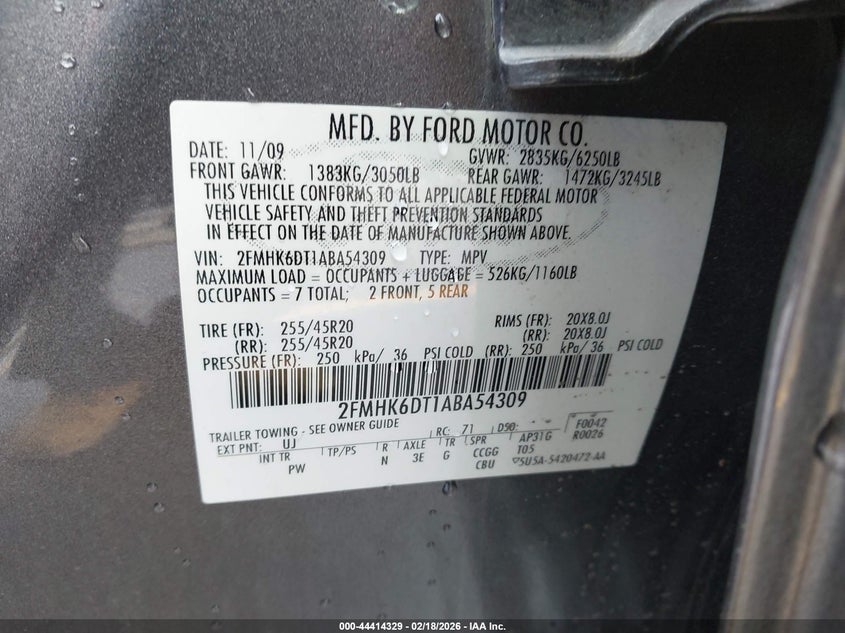 MFD. BY FORD MOTOR CO.
DATE: 11/09 GVWR: 2835KG/6250LB
FRONT GAWR: 1383KG/3050LB REAR GAWR: 1472KG/3245LB
THIS VEHICLE CONFORMS TO ALL APPLICABLE FEDERAL MOTOR
VEHICLE SAFETY AND THEFT PREVENTION STANDARDS
IN EFFECT ON THE DATE OF MANUFACTURE SHOWN ABOVE.
VIN: 2FMHK6DT1ABA54309 TYPE: MPV
MAXIMUM LOAD = OCCUPANTS + LUGGAGE = 526KG/1160LB
OCCUPANTS = 7 TOTAL; 2 FRONT, 5 REAR
TIRE (FR): 255/45R20 RIMS (FR): 20X8.0J
(RR): 255/45R20 (RR): 20X8.0J
PRESSURE (FR): 250 kPa/ 36 PSI COLD (RR): 250 kPa/ 36 PSI COLD
2FMHK6DT1ABA54309
TRAILER TOWING - SEE OWNER GUIDE
EXT PNT: UJ RC: 71 DSO: F0042
INT TR TP/PS R AXLE TR SPR AP31G R0026
PW N 3E G CCGG T05
CBU 5U5A-5420472-AA
000-44414329 - 02/18/2026 - IAA Inc.